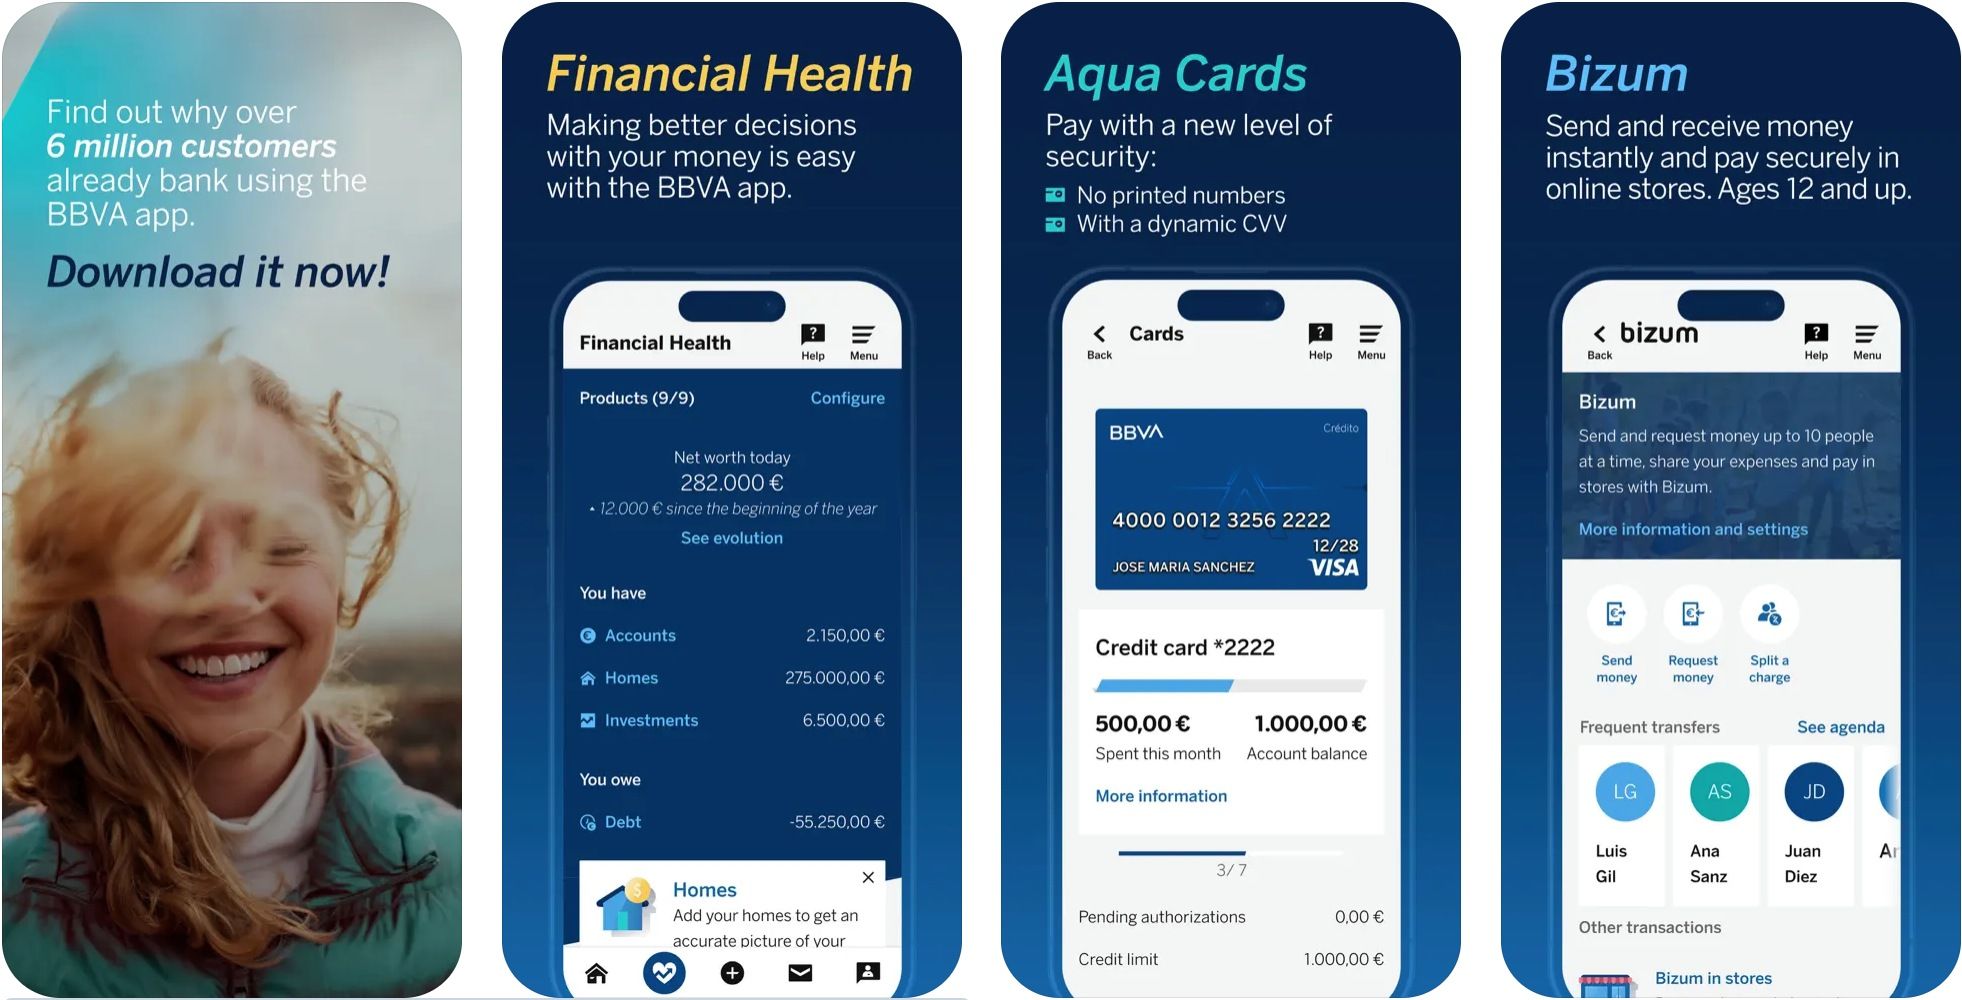 Find out why over
6 million customers
already bank using the
BBVA app.
Download it now!
Financial Health
Making better decisions
with your money is easy
with the BBVA app.
Financial Health
?
Help
Menu
Products (9/9)
Configure
Net worth today
282.000 €
12.000 € since the beginning of the year
See evolution
You have
Accounts
2.150,00 €
Homes
275.000,00 €
Investments
6.500,00 €
You owe
Debt
-55.250,00 €
Homes
Add your homes to get an
accurate picture of your
Aqua Cards
Pay with a new level of
security:
No printed numbers
With a dynamic CVV
Back
Cards
?
Help
Menu
BBVA
Crédito
4000 0012 3256 2222
12/28
JOSE MARIA SANCHEZ
VISA
Credit card *2222
500,00 €
1.000,00 €
Spent this month
Account balance
More information
3/ 7
Pending authorizations
0,00 €
Credit limit
1.000,00 €
Bizum
Send and receive money
instantly and pay securely in
online stores. Ages 12 and up.
Back
bizum
?
Help
Menu
Bizum
Send and request money up to 10 people
at a time, share your expenses and pay in
stores with Bizum.
More information and settings
Send
money
Request
money
Split a
charge
Frequent transfers
See agenda
LG
AS
JD
Luis
Gil
Ana
Sanz
Juan
Diez
Other transactions
Bizum in stores